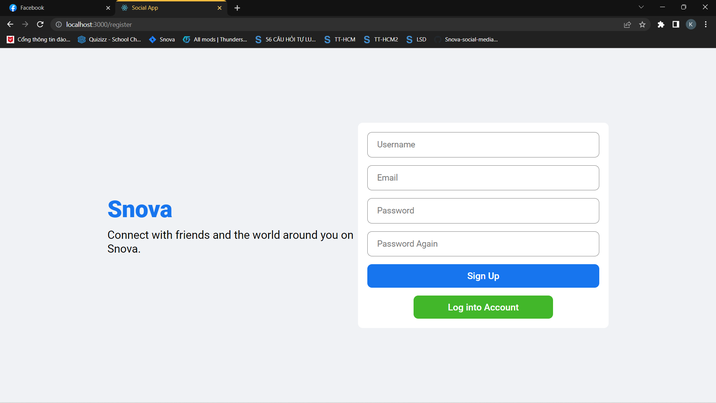 Facebook
Social App
localhost:3000/register
K
Cổng thông tin đào...
Quizizz - School Ch...
Snova
All mods | Thunders...
56 CÂU HỎI TỰ LU...
TT-HCM
TT-HCM2
LSD
Snova-social-media...
Username
Email
Password
Password Again
Sign Up
Log into Account
Snova
Connect with friends and the world around you on
Snova.